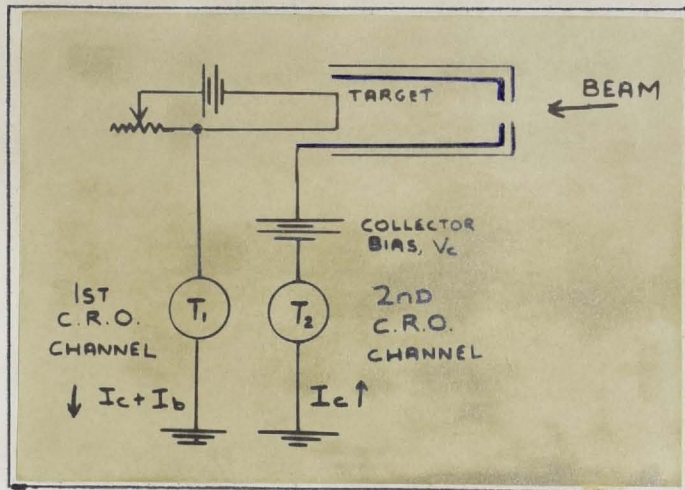 TARGET
BEAM
COLLECTOR
BIAS, Vc
1ST
C.R.O.
CHANNEL
T₁
T₂
2ND
C.R.O.
CHANNEL
↓ Ic + Ib
Ic ↑